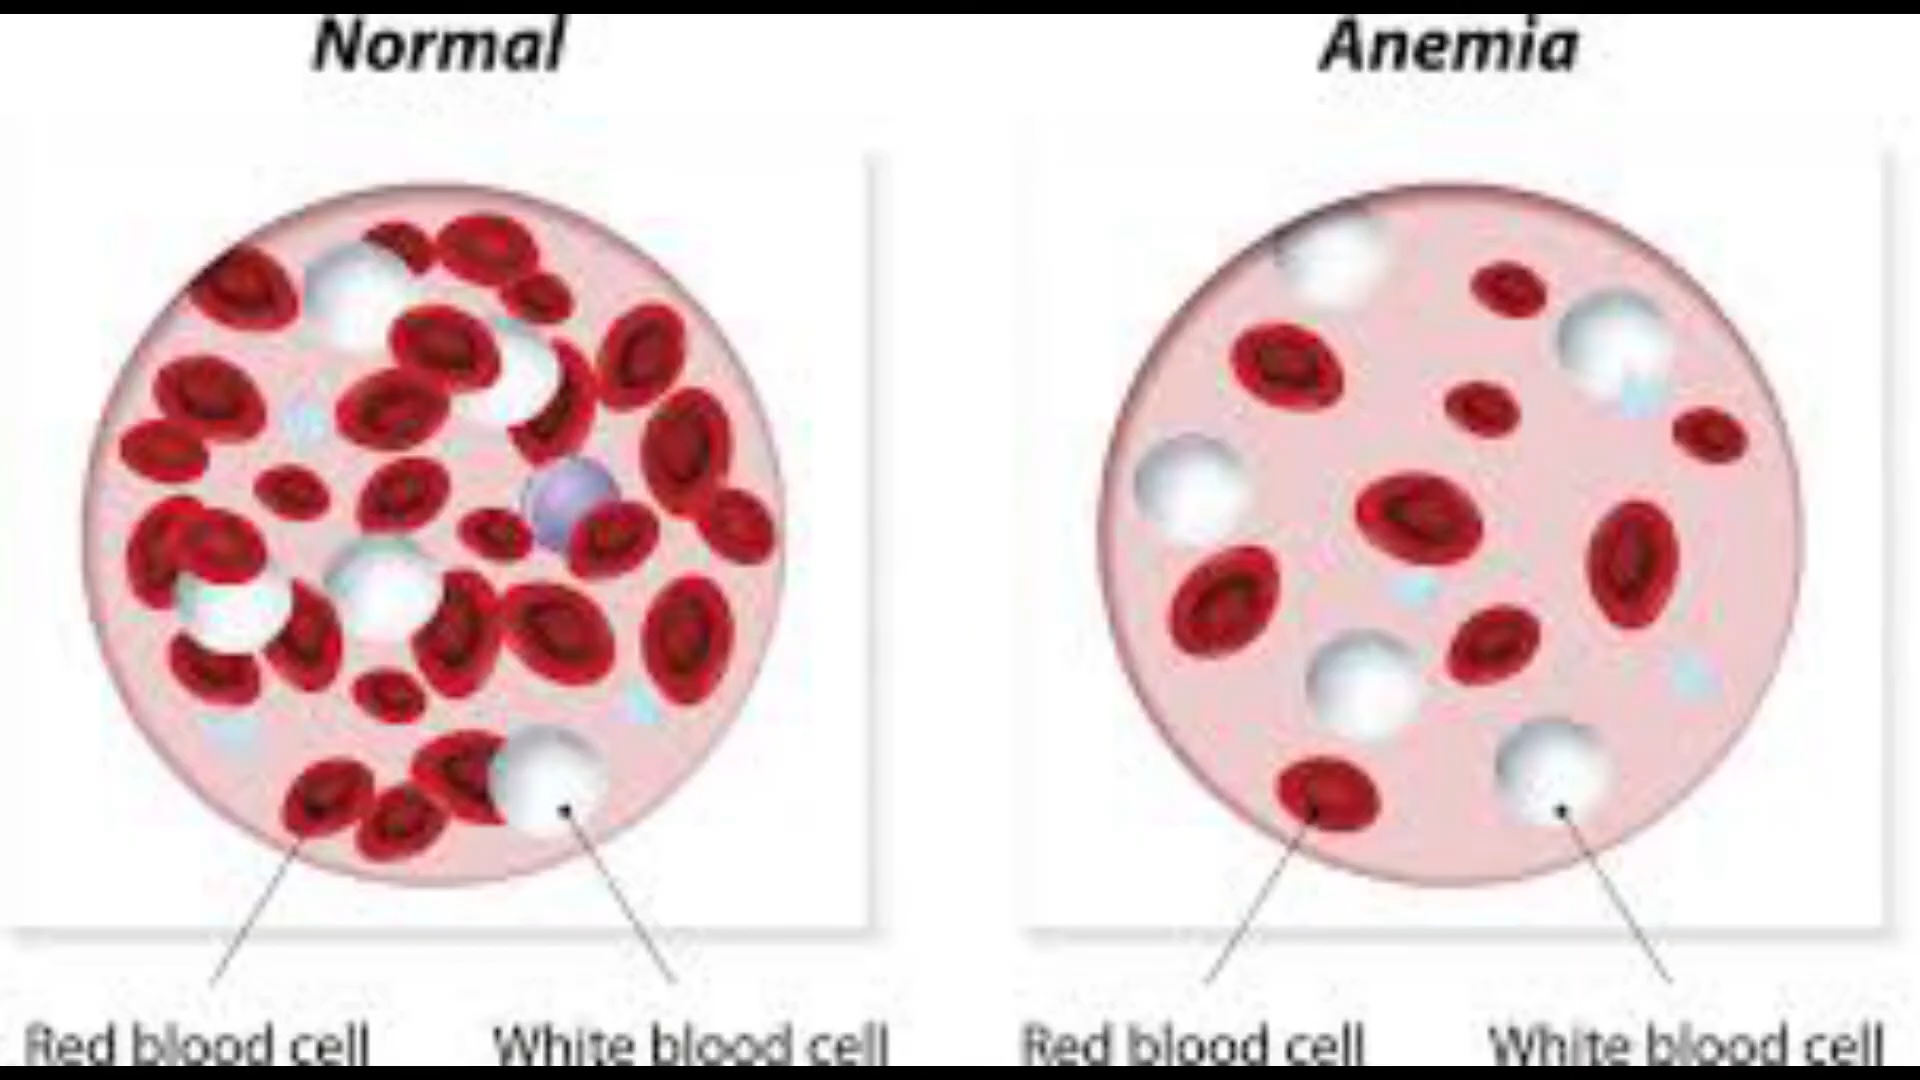 Normal
Anemia
Red blood cell
White blood cell
Red blood cell
White blood cell